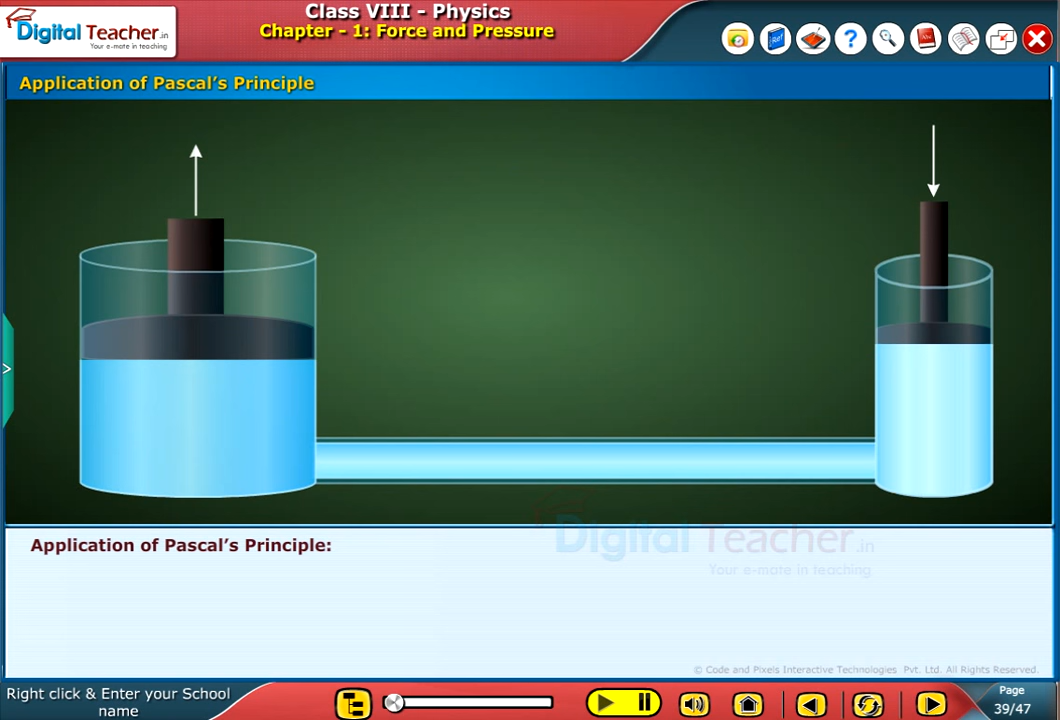 Digital Teacher.in
Your e-mate in teaching
Class VIII - Physics
Chapter - 1: Force and Pressure
Ref
Abc
?
Application of Pascal's Principle
>
Application of Pascal's Principle:
Digital Teacher.in
Your e-mate in teaching
© Code and Pixels Interactive Technologies Pvt. Ltd. All Rights Reserved.
Right click & Enter your School
name
Page
39/47